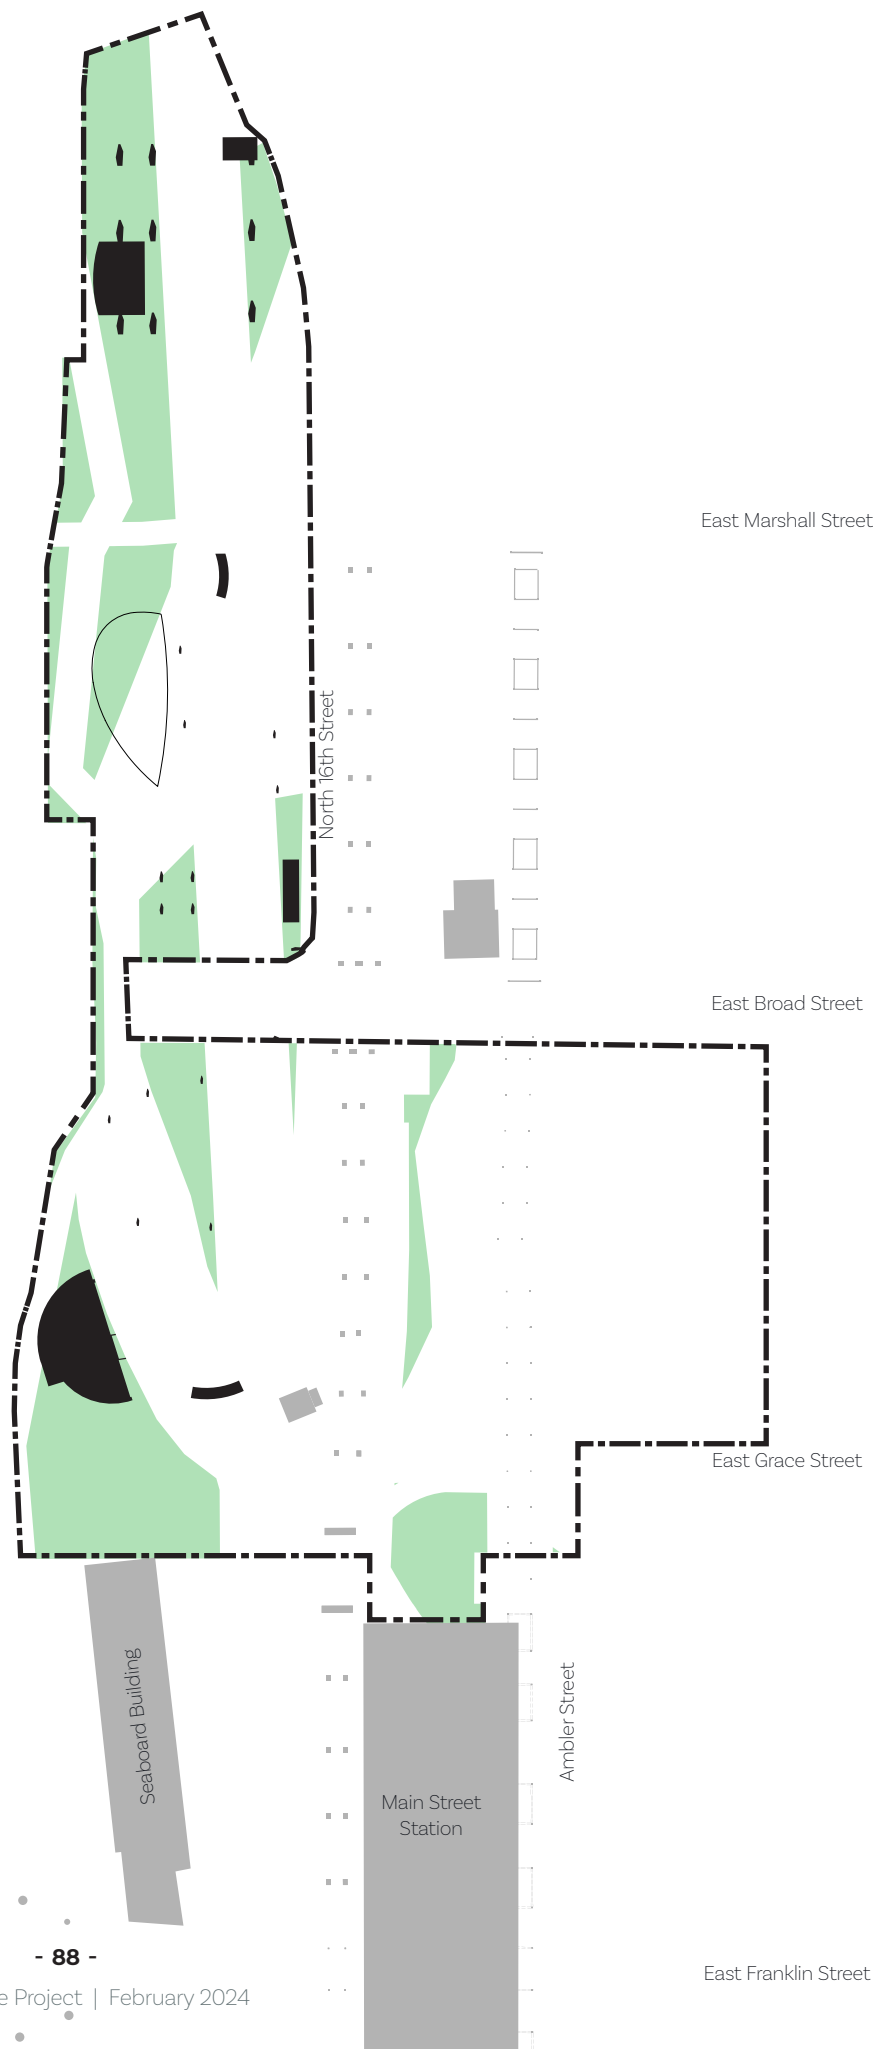 East Marshall Street
North 16th Street
East Broad Street
East Grace Street
Seaboard Building
Ambler Street
Main Street
Station
- 88 -
East Franklin Street
Project | February 2024